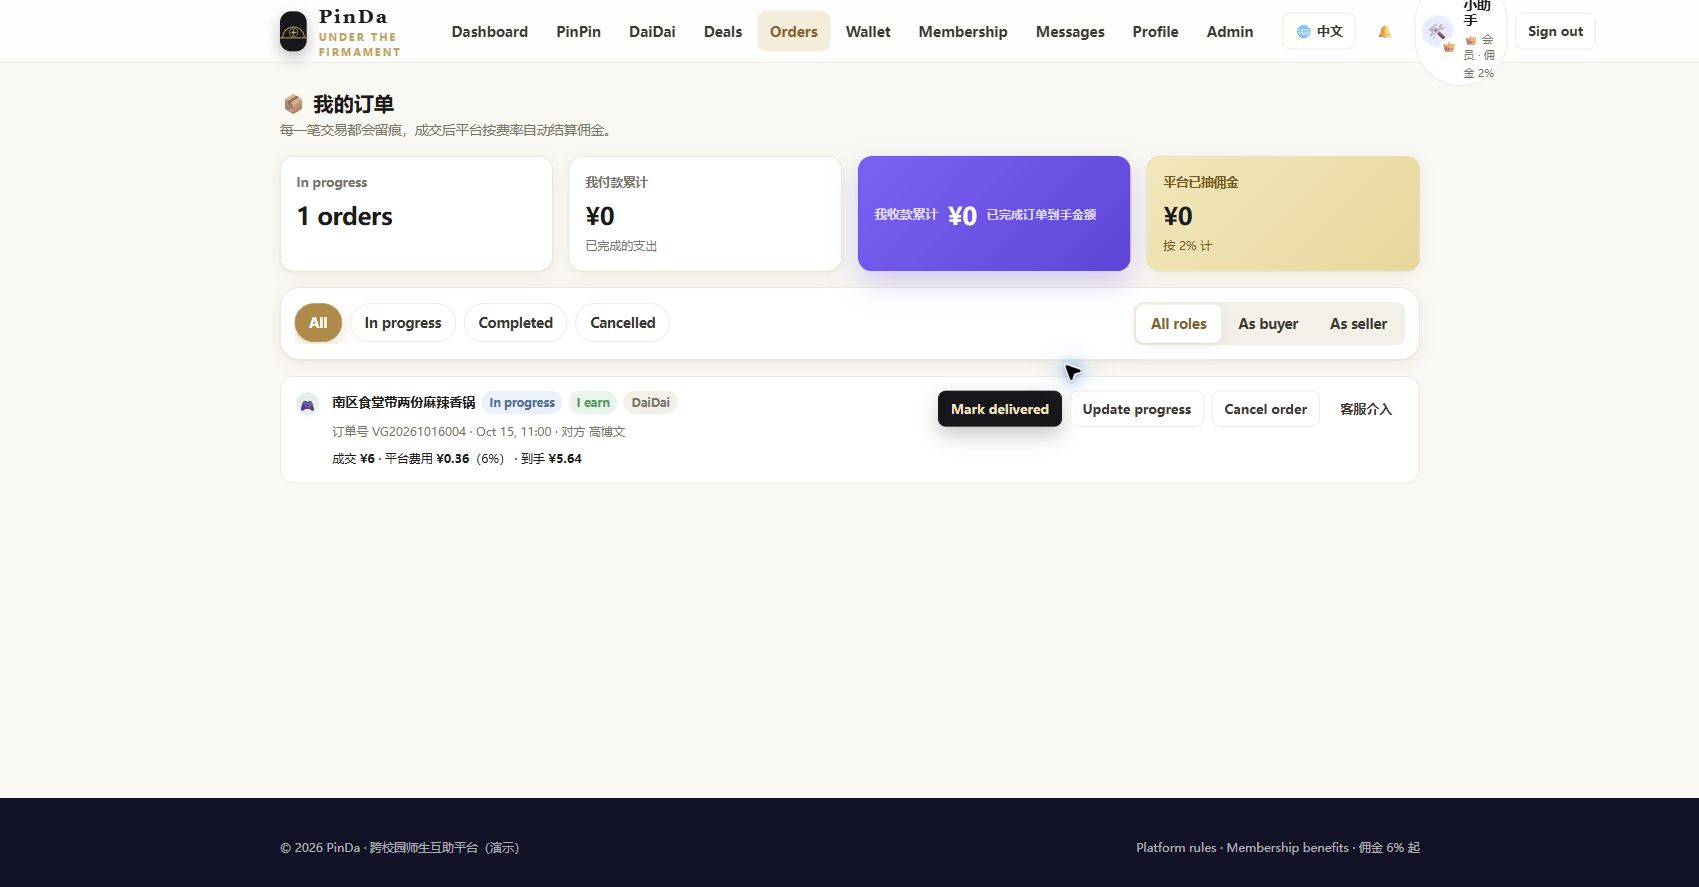 PinDa
UNDER THE
FIRMAMENT
Dashboard
PinPin
DaiDai
Deals
Orders
Wallet
Membership
Messages
Profile
Admin
中文
小助
手
会
员 · 佣
金 2%
Sign out
我的订单
每一笔交易都会留痕，成交后平台按费率自动结算佣金。
In progress
1 orders
我付款累计
¥0
已完成的支出
我收款累计 ¥0 已完成订单到手金额
平台已抽佣金
¥0
按 2% 计
All
In progress
Completed
Cancelled
All roles
As buyer
As seller
南区食堂带两份麻辣香锅 In progress I earn DaiDai
订单号 VG20261016004 · Oct 15, 11:00 · 对方 高博文
成交 ¥6 · 平台费用 ¥0.36（6%） · 到手 ¥5.64
Mark delivered
Update progress
Cancel order
客服介入
© 2026 PinDa · 跨校园师生互助平台（演示）
Platform rules · Membership benefits · 佣金 6% 起